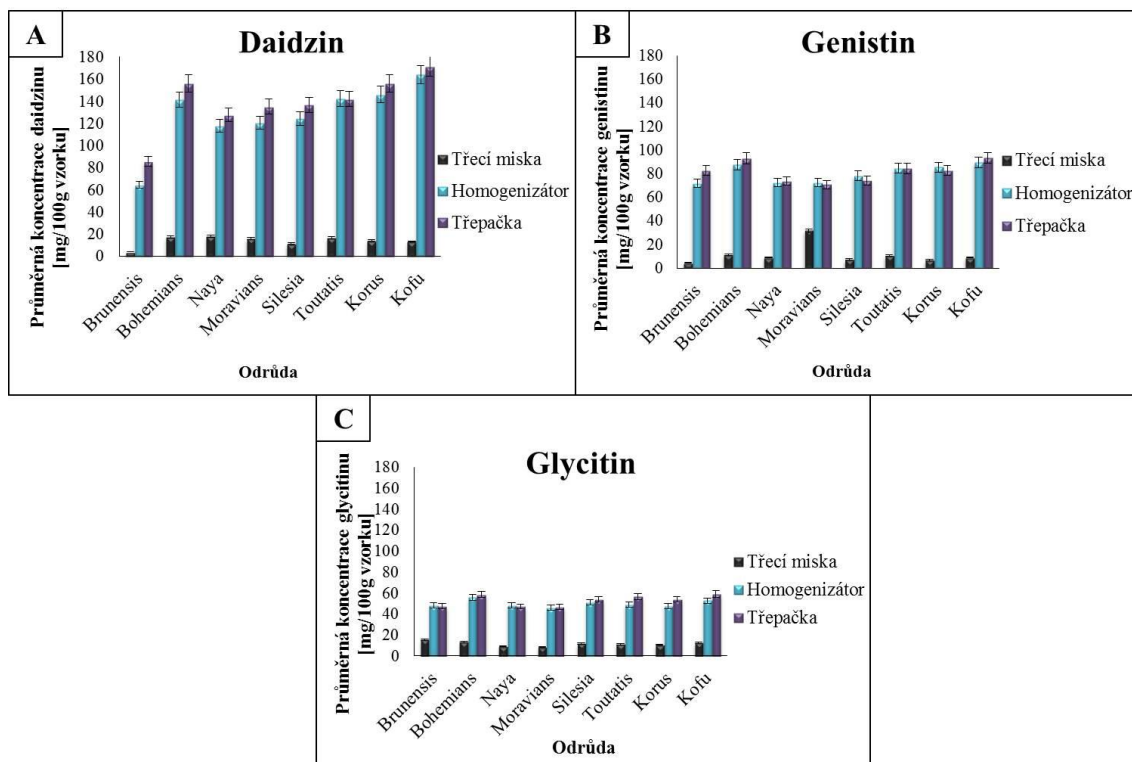 A
Daidzin
Průměrná koncentrace daidzinu
[mg/100g vzorku]
180
160
140
120
100
80
60
40
20
0
Brunensis
Bohemians
Naya
Moravians
Silesia
Toutatis
Korus
Kofu
Odrůda
Třecí miska
Homogenizátor
Třepačka
B
Genistin
Průměrná koncentrace genistinu
[mg/100g vzorku]
180
160
140
120
100
80
60
40
20
0
Brunensis
Bohemians
Naya
Moravians
Silesia
Toutatis
Korus
Kofu
Odrůda
Třecí miska
Homogenizátor
Třepačka
C
Glycitin
Průměrná koncentrace glycitinu
[mg/100g vzorku]
180
160
140
120
100
80
60
40
20
0
Brunensis
Bohemians
Naya
Moravians
Silesia
Toutatis
Korus
Kofu
Odrůda
Třecí miska
Homogenizátor
Třepačka